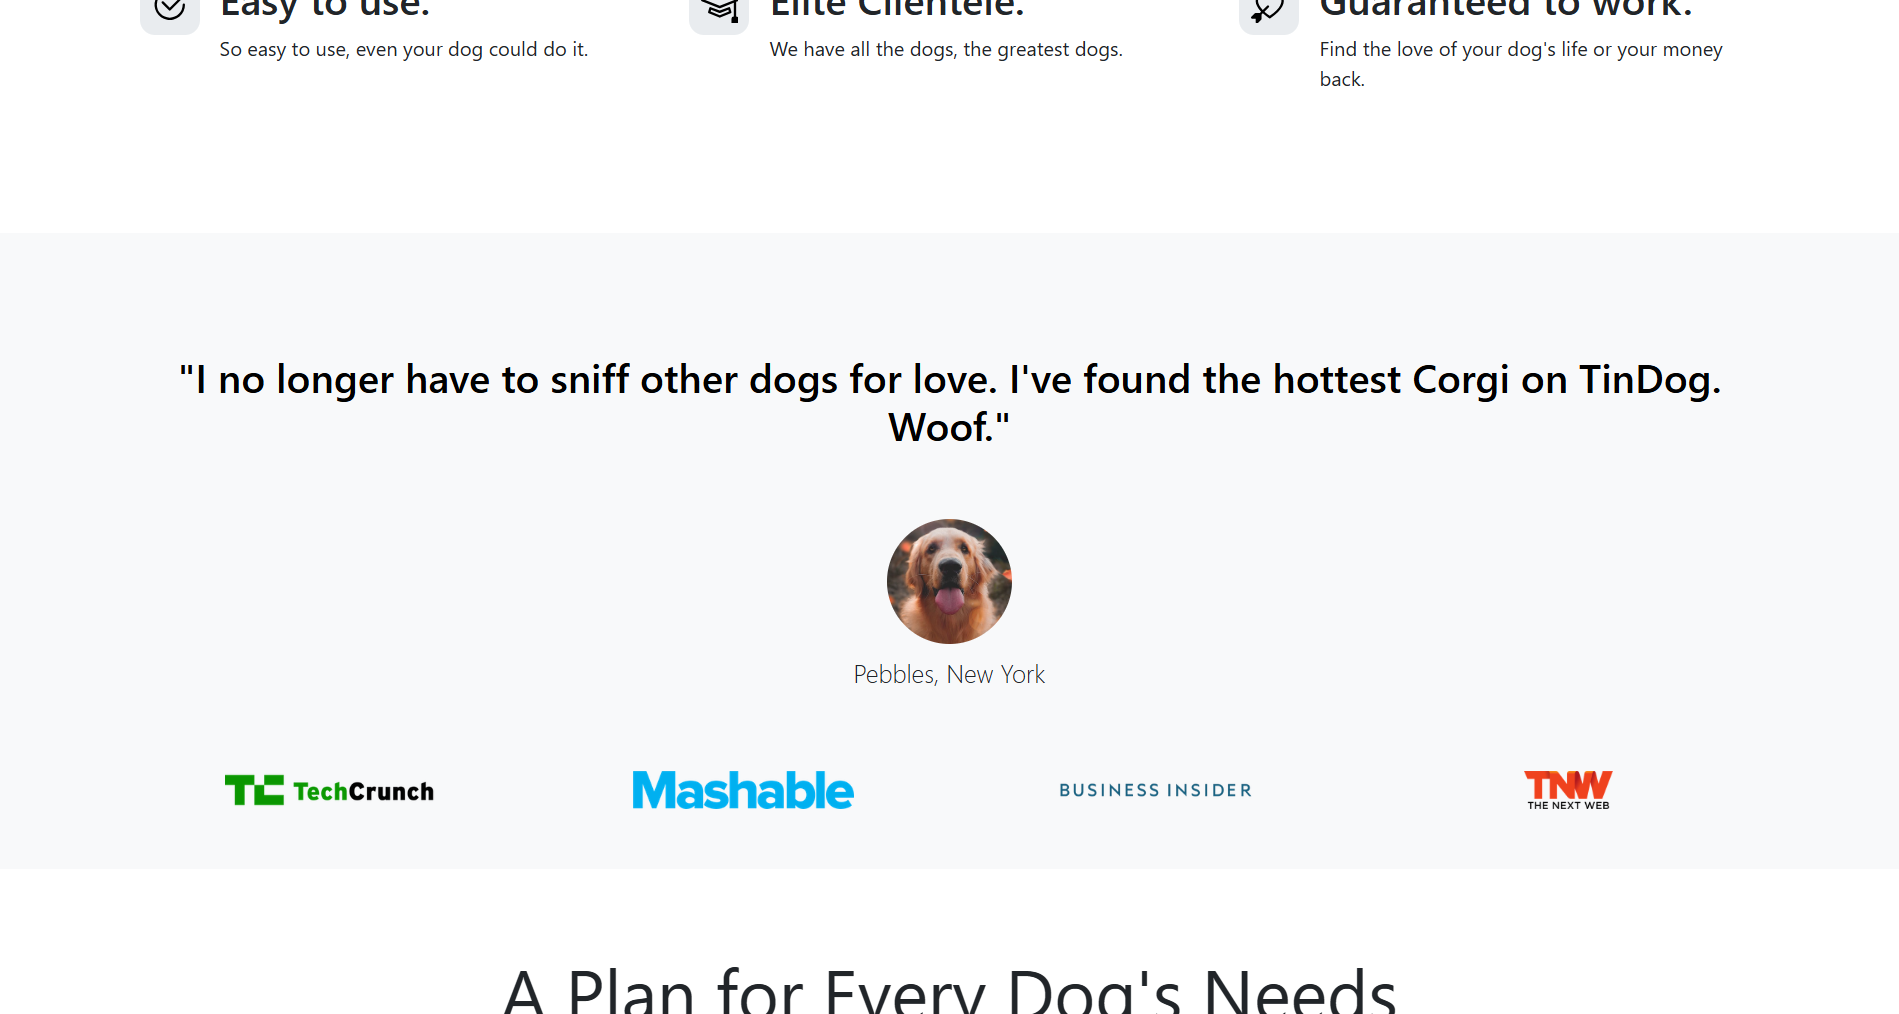 Easy to use.
Elite Clientele.
Guaranteed to work.
So easy to use, even your dog could do it.
We have all the dogs, the greatest dogs.
Find the love of your dog's life or your money
back.
"I no longer have to sniff other dogs for love. I've found the hottest Corgi on TinDog.
Woof."
Pebbles, New York
TC TechCrunch
Mashable
BUSINESS INSIDER
TNW
THE NEXT WEB
A Plan for Every Dog's Needs